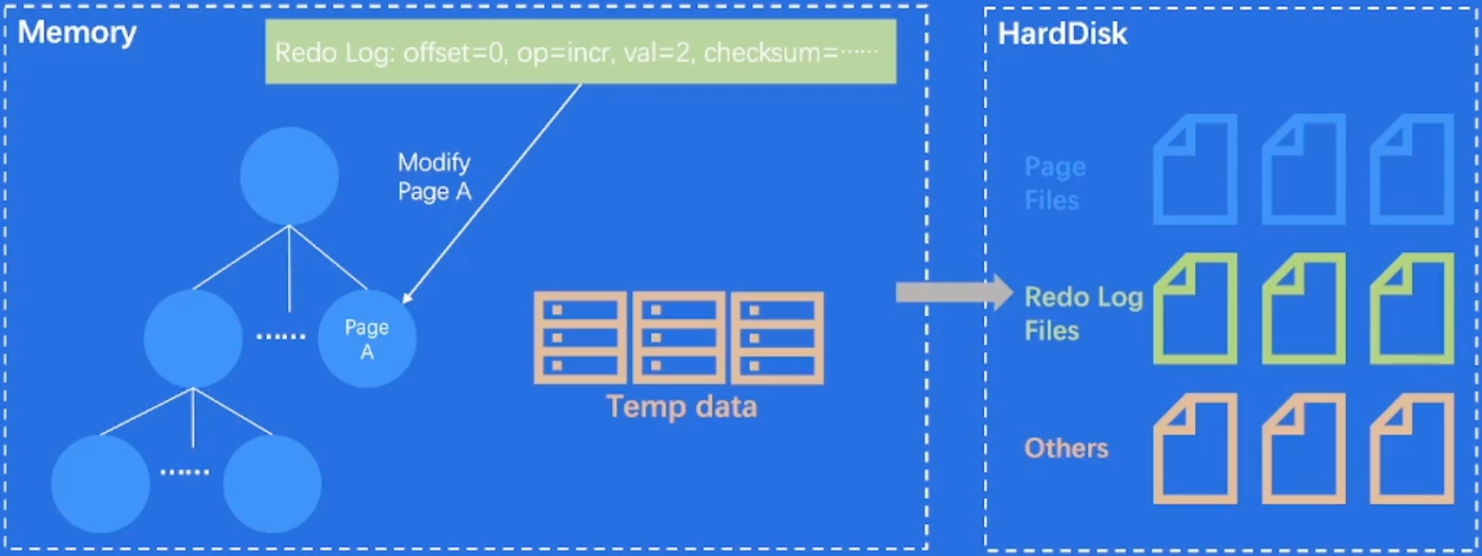 Memory
Redo Log: offset=0, op=incr, val=2, checksum=······
Modify
Page A
······
Page
A
······
Temp data
HardDisk
Page
Files
Redo Log
Files
Others